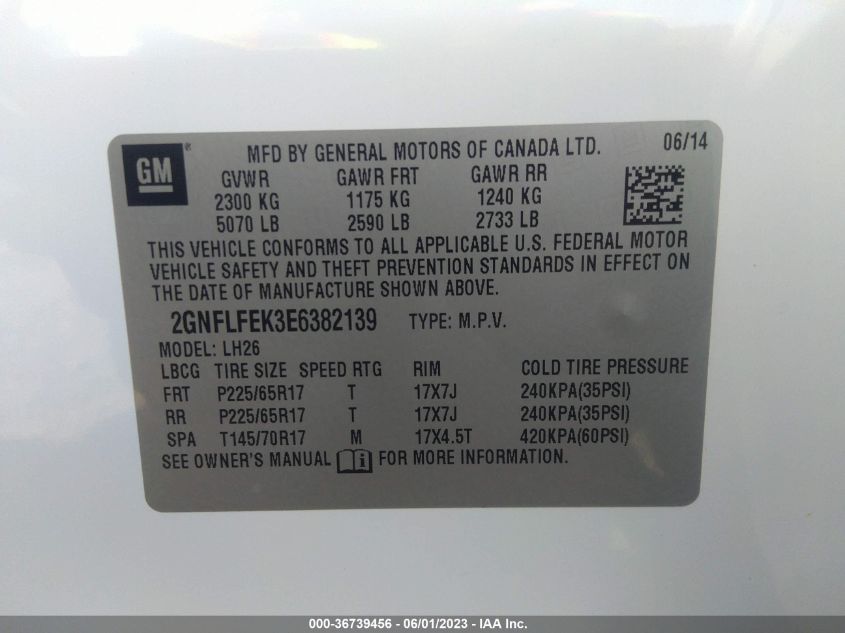 GM ® MFD BY GENERAL MOTORS OF CANADA LTD. 06/14
GVWR GAWR FRT GAWR RR
2300 KG 1175 KG 1240 KG
5070 LB 2590 LB 2733 LB
THIS VEHICLE CONFORMS TO ALL APPLICABLE U.S. FEDERAL MOTOR
VEHICLE SAFETY AND THEFT PREVENTION STANDARDS IN EFFECT ON
THE DATE OF MANUFACTURE SHOWN ABOVE.
2GNFLFEK3E6382139 TYPE: M.P.V.
MODEL: LH26
LBCG TIRE SIZE SPEED RTG RIM COLD TIRE PRESSURE
FRT P225/65R17 T 17X7J 240KPA(35PSI)
RR P225/65R17 T 17X7J 240KPA(35PSI)
SPA T145/70R17 M 17X4.5T 420KPA(60PSI)
SEE OWNER'S MANUAL i FOR MORE INFORMATION.
000-36739456 - 06/01/2023 - IAA Inc.